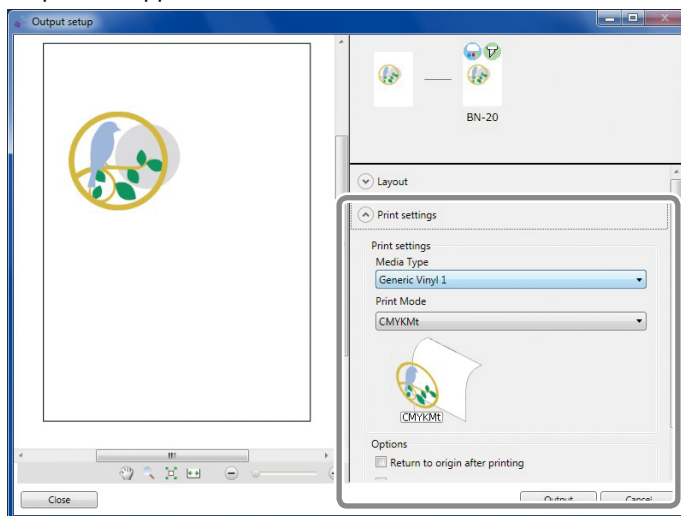 Output setup
BN-20
Layout
Print settings
Print settings
Media Type
Generic Vinyl 1
Print Mode
CMYKMt
CMYKMt
Options
Return to origin after printing
Close
Output
Cancel